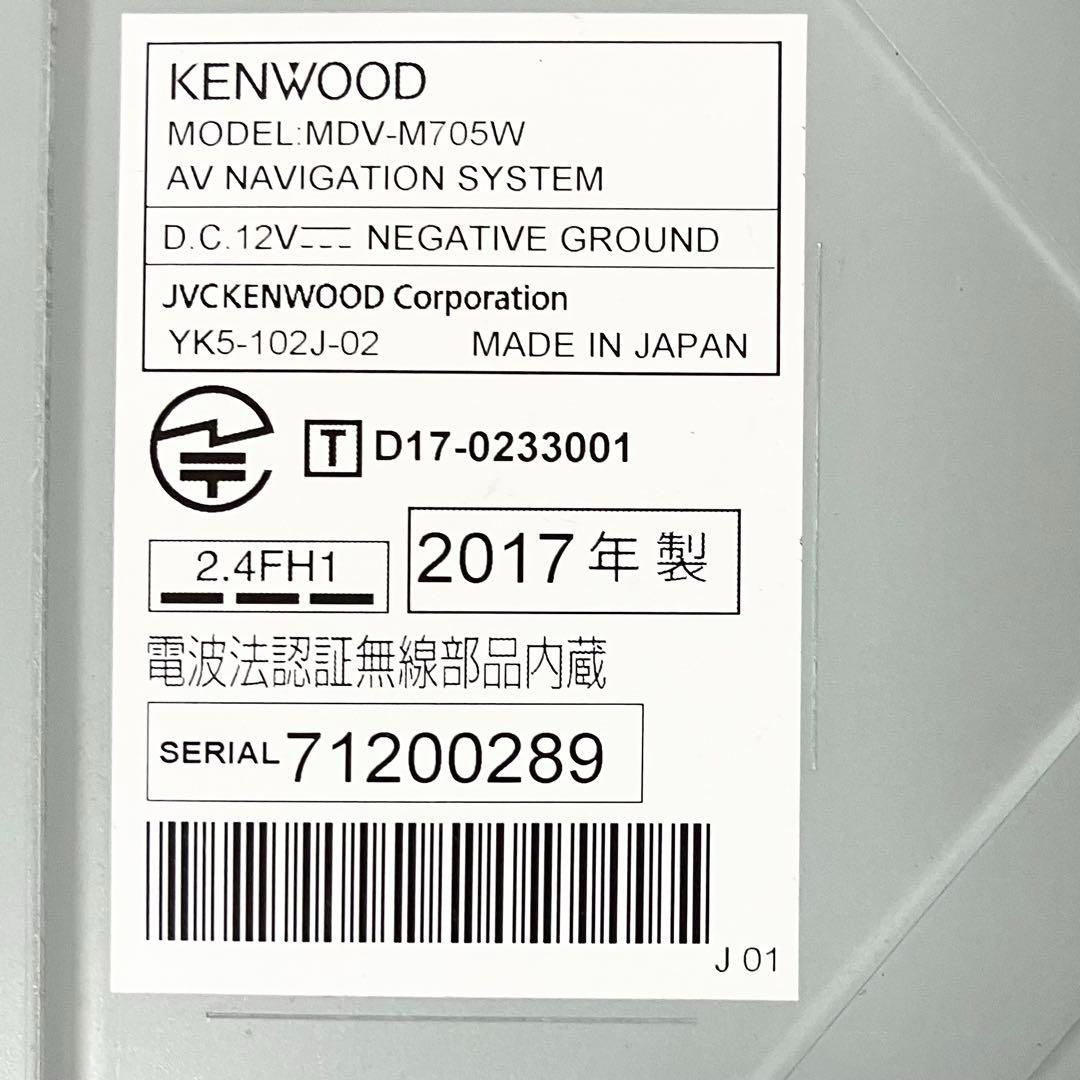 KENWOOD
MODEL:MDV-M705W
AV NAVIGATION SYSTEM
D.C.12V⎓ NEGATIVE GROUND
JVCKENWOOD Corporation
YK5-102J-02 MADE IN JAPAN
T D17-0233001
2.4FH1
2017年製
電波法認証無線部品内蔵
SERIAL 71200289
J 01